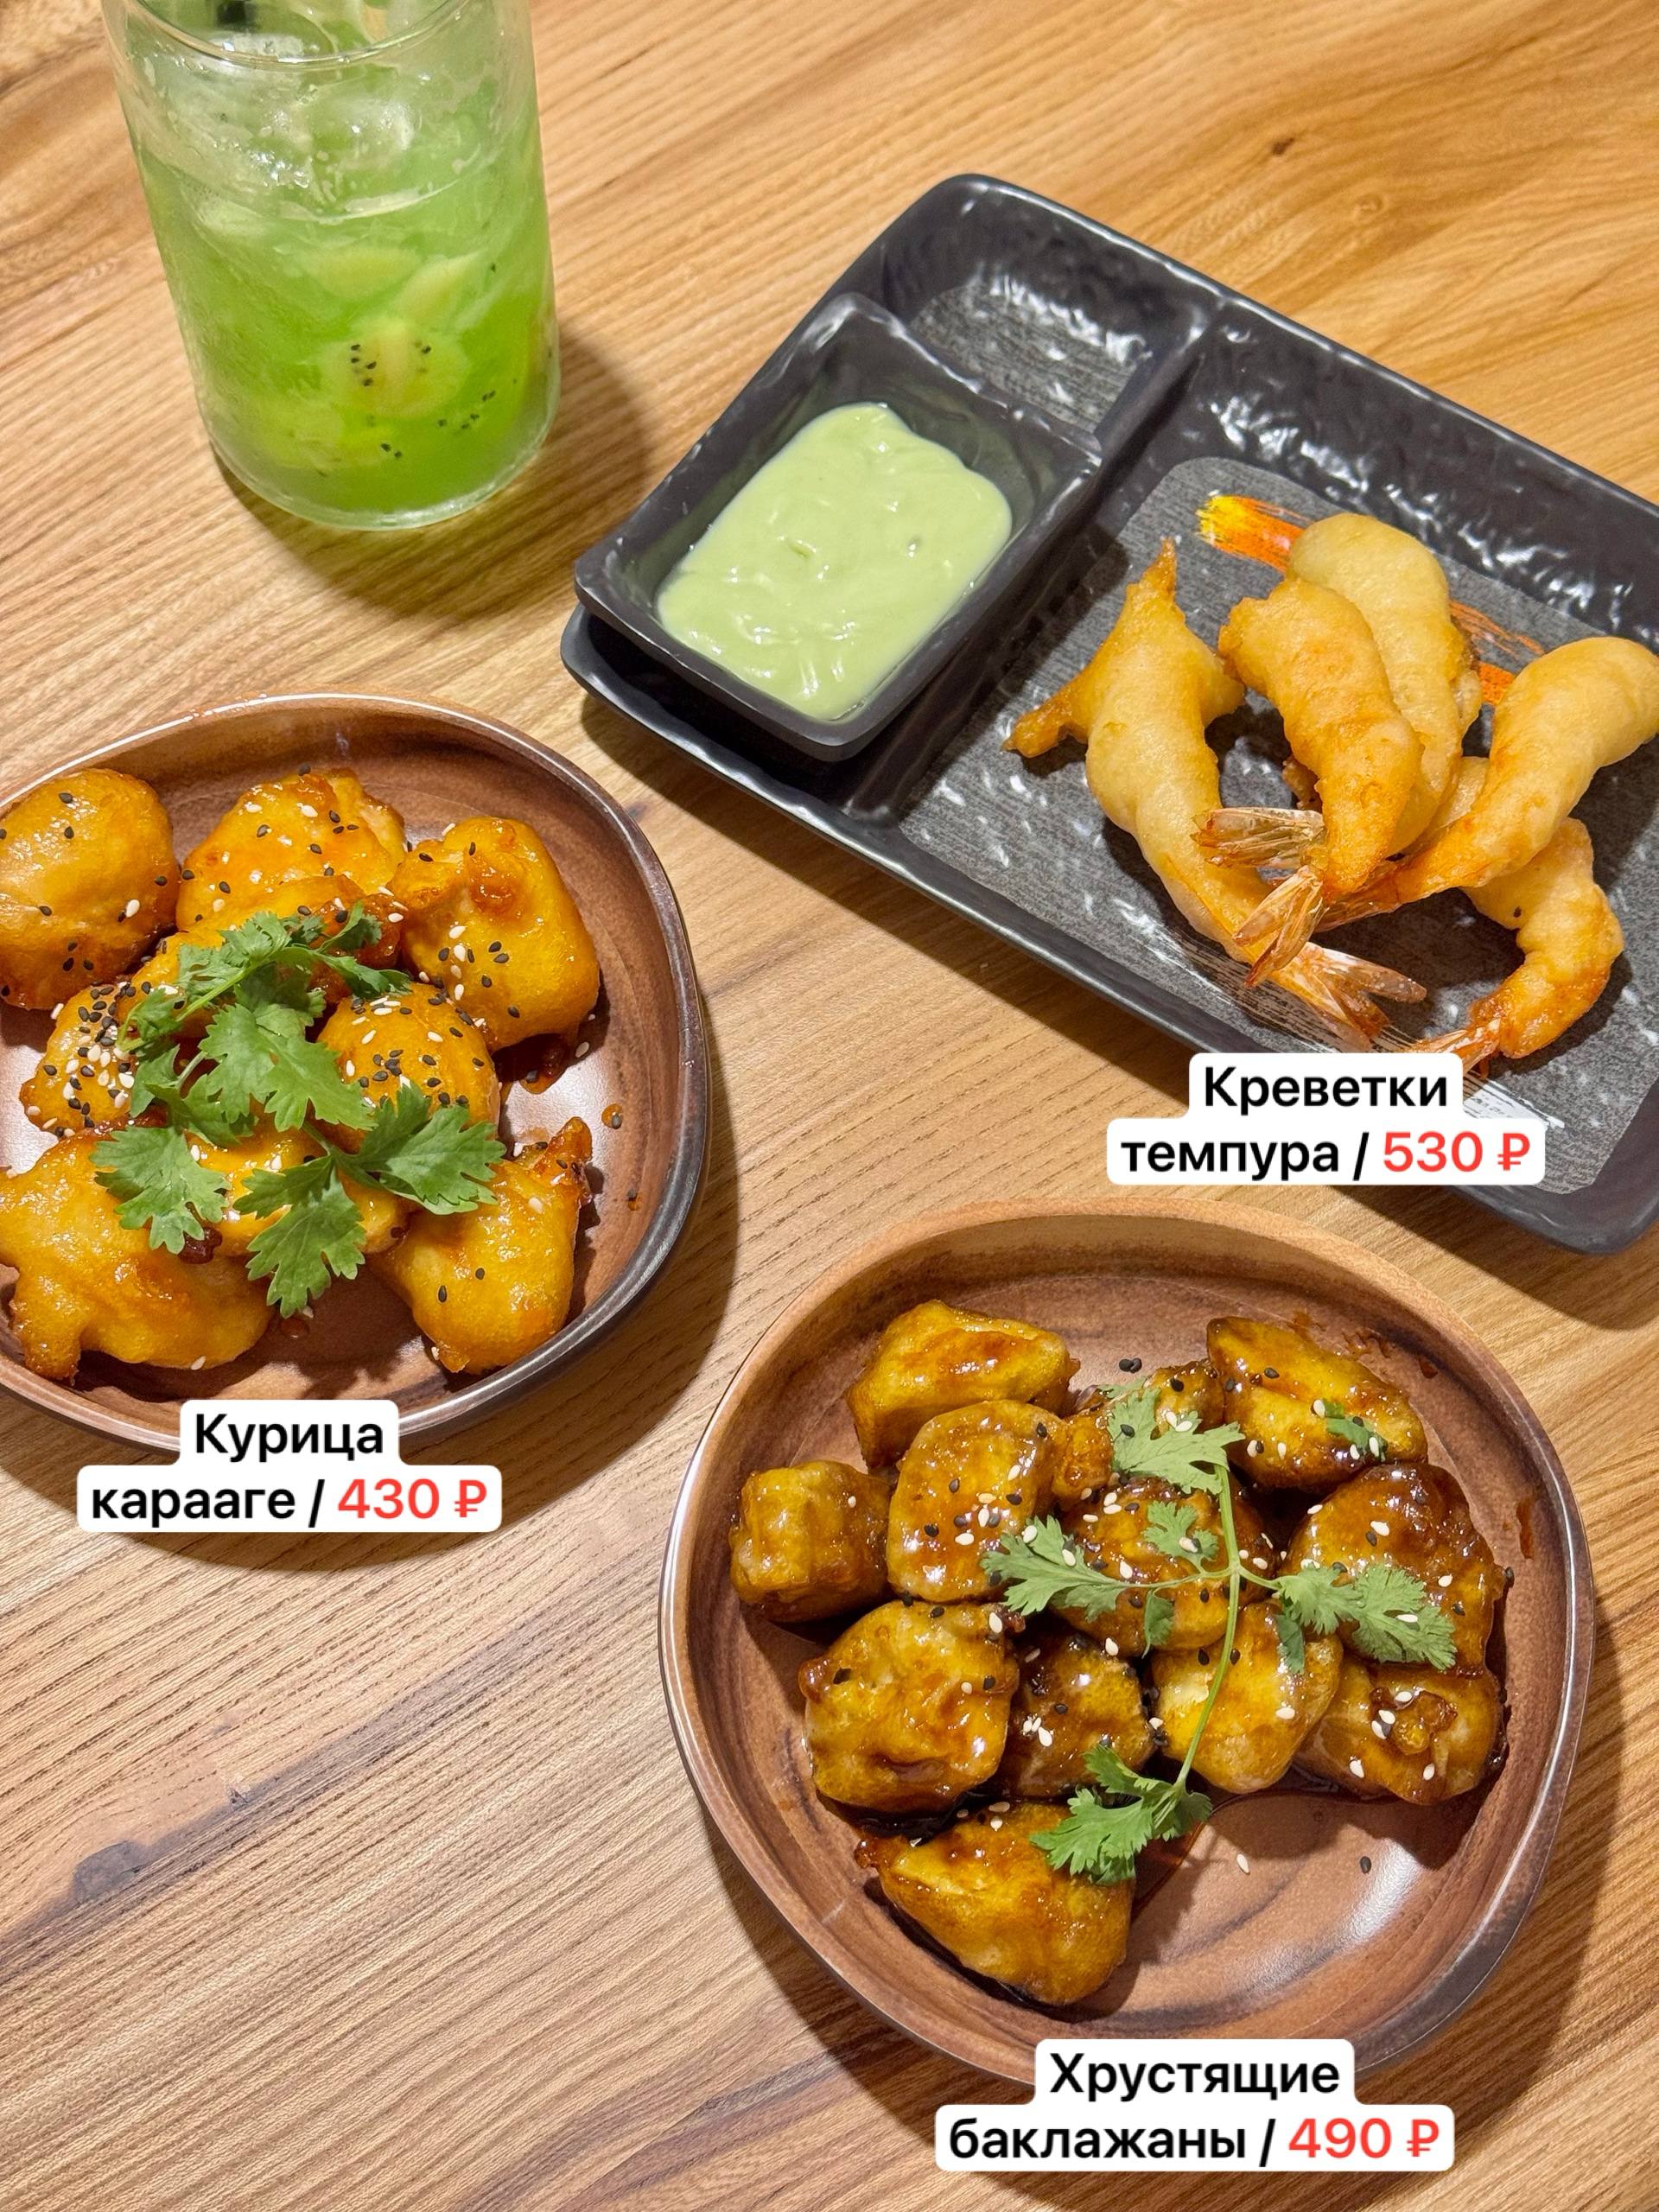 Креветки
темпура / 530 ₽
Курица
карааге / 430 ₽
Хрустящие
баклажаны / 490 ₽